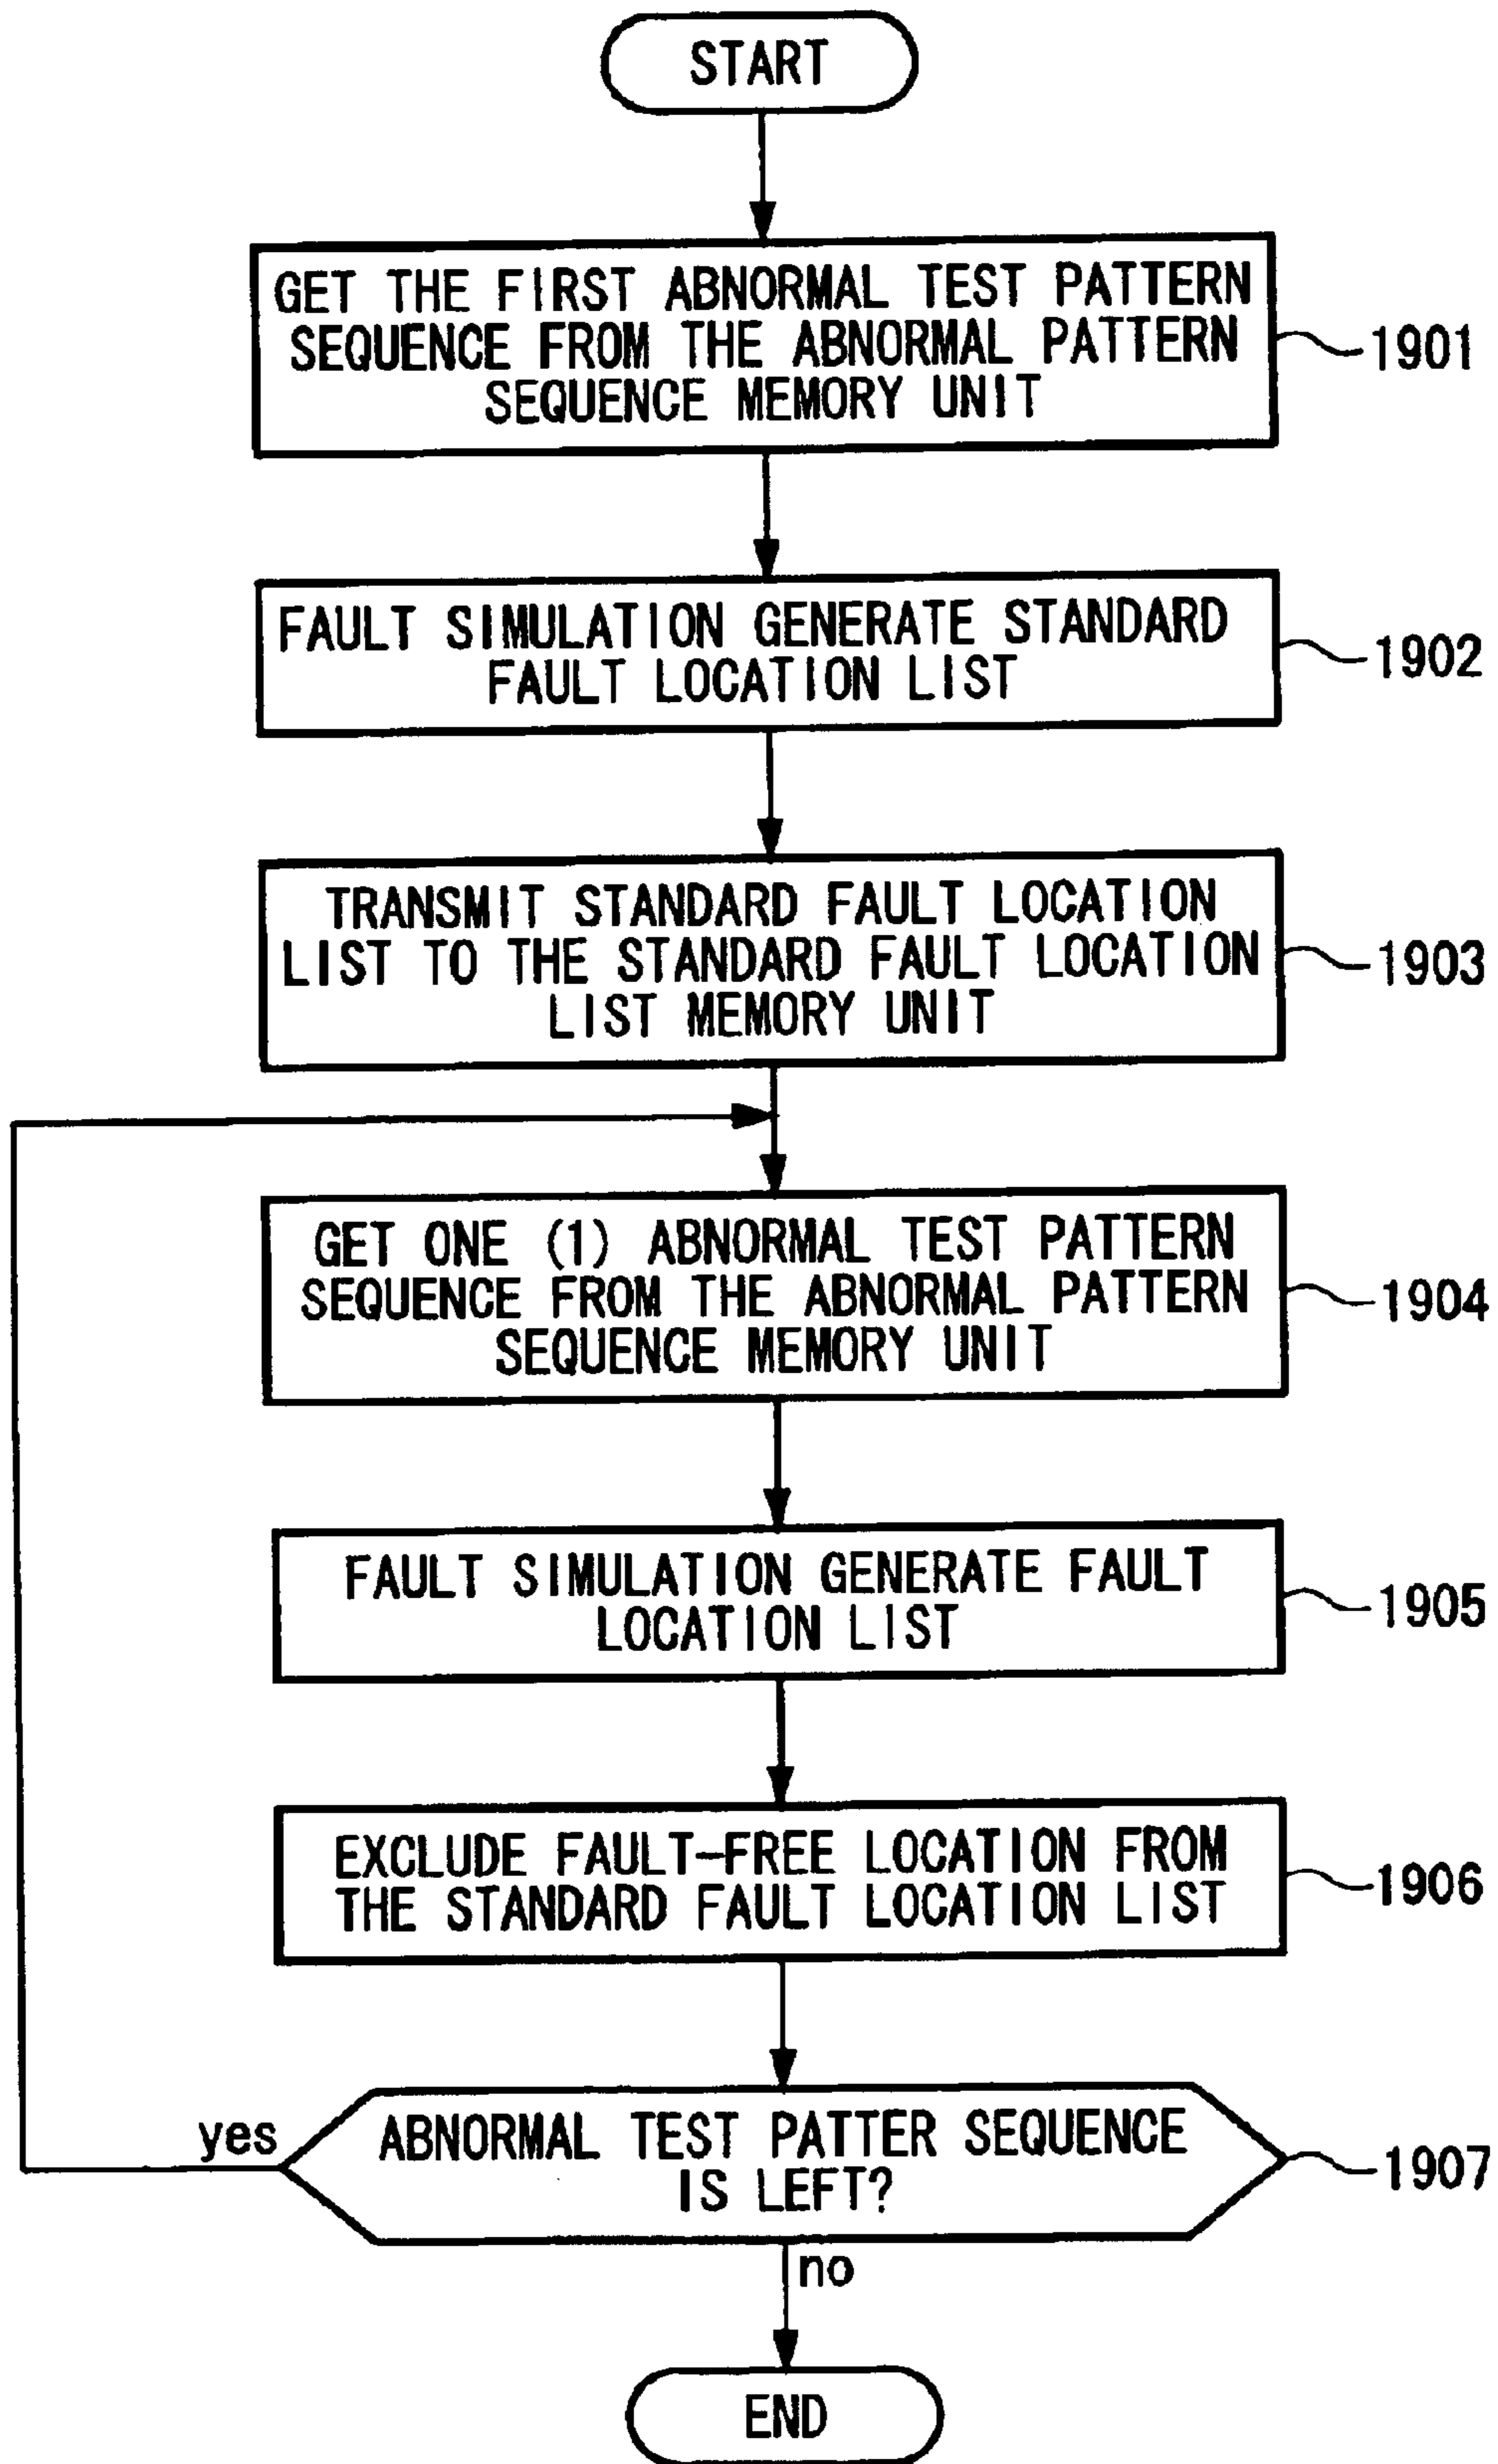 START
GET THE FIRST ABNORMAL TEST PATTERN
SEQUENCE FROM THE ABNORMAL PATTERN
SEQUENCE MEMORY UNIT
1901
FAULT SIMULATION GENERATE STANDARD
FAULT LOCATION LIST
1902
TRANSMIT STANDARD FAULT LOCATION
LIST TO THE STANDARD FAULT LOCATION
LIST MEMORY UNIT
1903
GET ONE (1) ABNORMAL TEST PATTERN
SEQUENCE FROM THE ABNORMAL PATTERN
SEQUENCE MEMORY UNIT
1904
FAULT SIMULATION GENERATE FAULT
LOCATION LIST
1905
EXCLUDE FAULT-FREE LOCATION FROM
THE STANDARD FAULT LOCATION LIST
1906
yes
ABNORMAL TEST PATTER SEQUENCE
IS LEFT?
1907
no
END